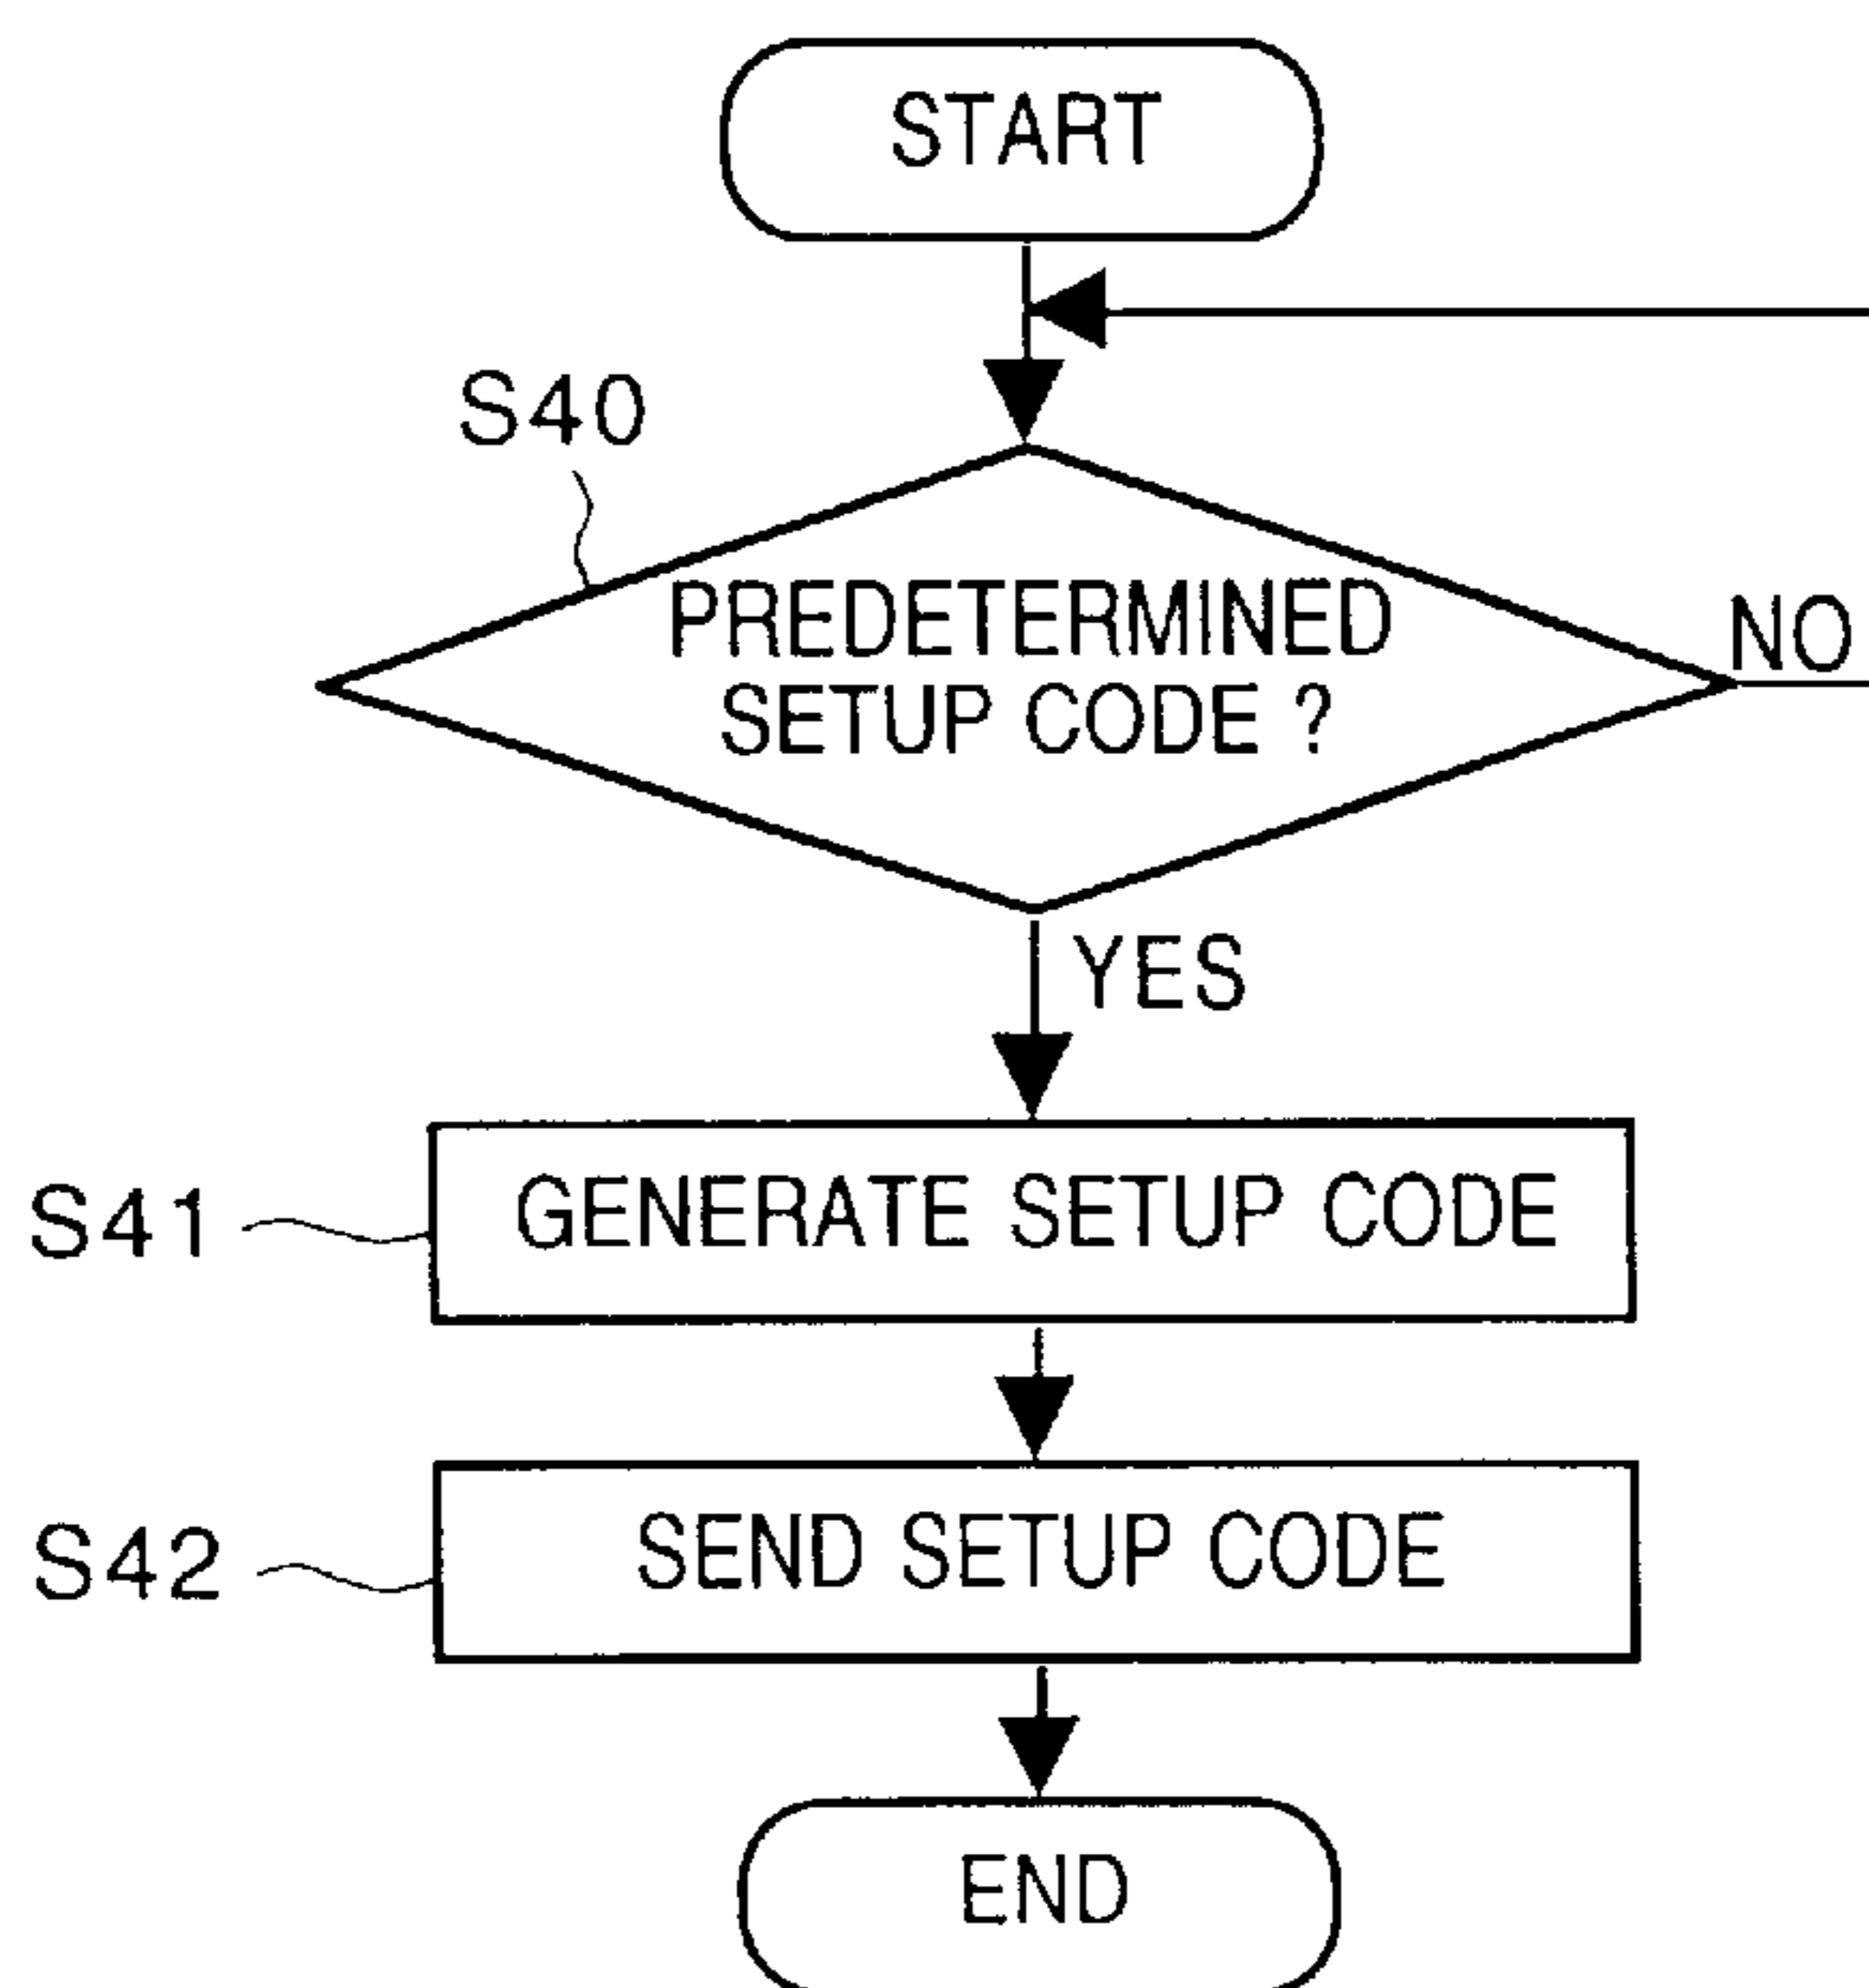 START
S40
PREDETERMINED
SETUP CODE ?
NO
YES
S41
GENERATE SETUP CODE
S42
SEND SETUP CODE
END